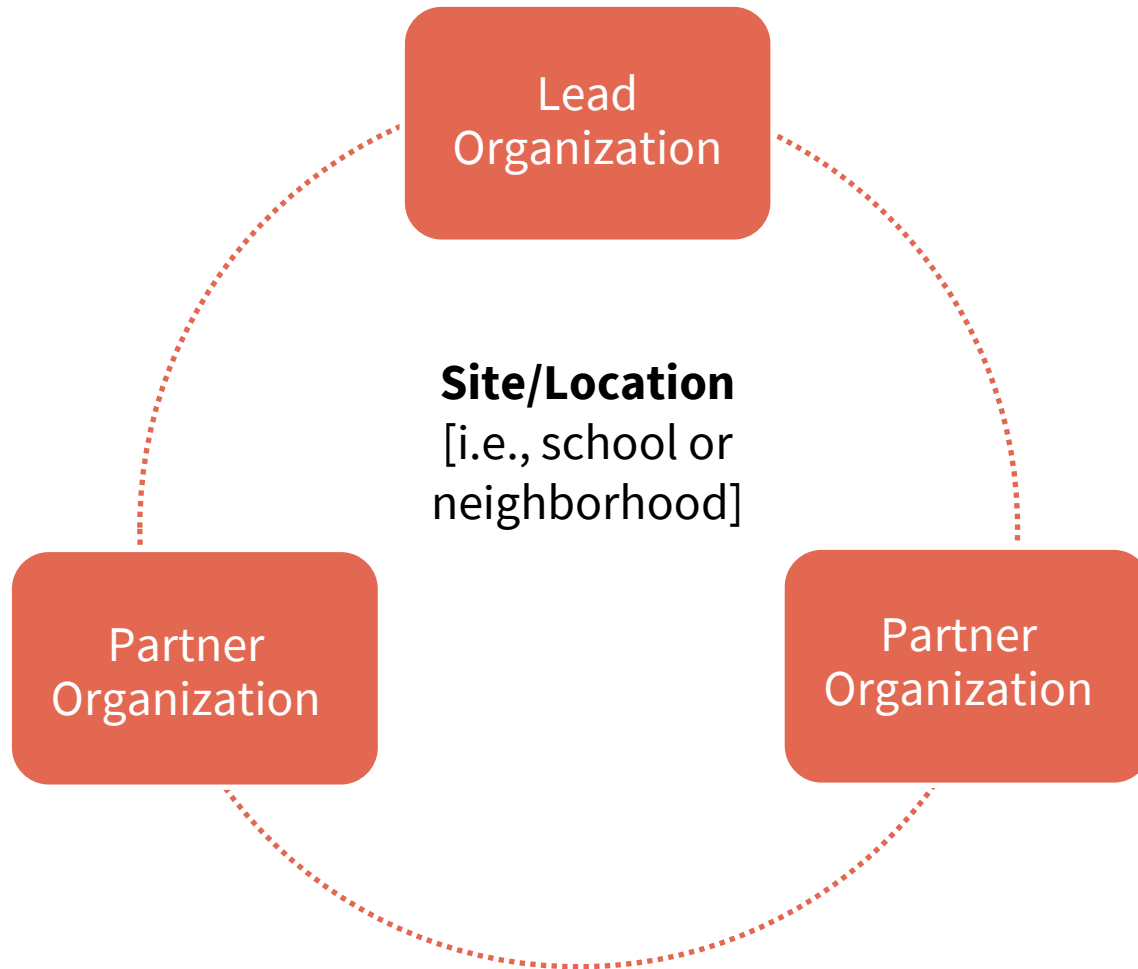 Lead
Organization
Site/Location
[i.e., school or
neighborhood]
Partner
Organization
Partner
Organization